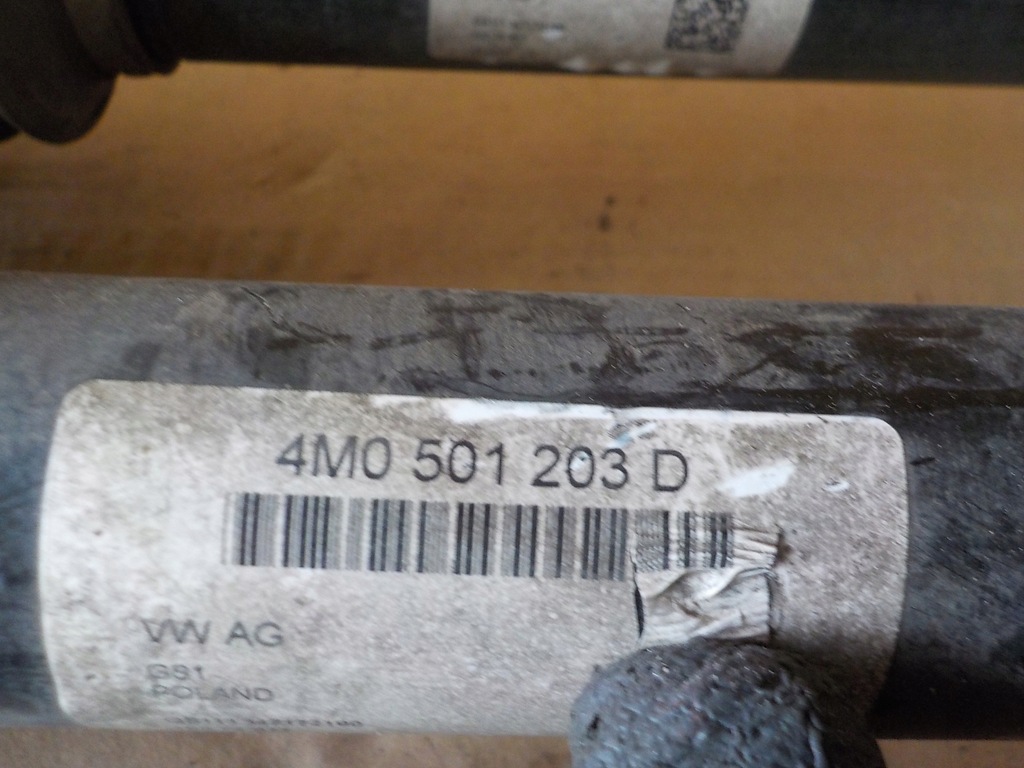 4M0 501 203 D
VW AG
GS1
POLAND